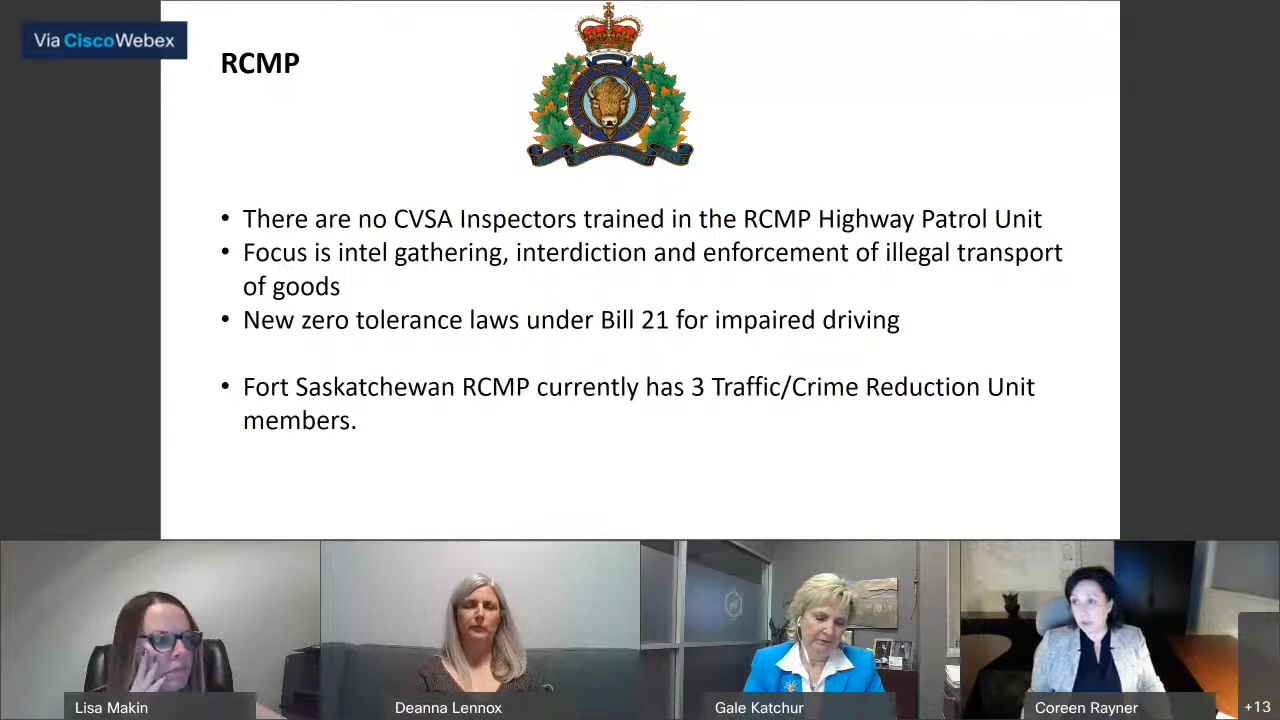 Via CiscoWebex
RCMP
• There are no CVSA Inspectors trained in the RCMP Highway Patrol Unit
• Focus is intel gathering, interdiction and enforcement of illegal transport
of goods
• New zero tolerance laws under Bill 21 for impaired driving
• Fort Saskatchewan RCMP currently has 3 Traffic/Crime Reduction Unit
members.
Lisa Makin
Deanna Lennox
Gale Katchur
Coreen Rayner
+13